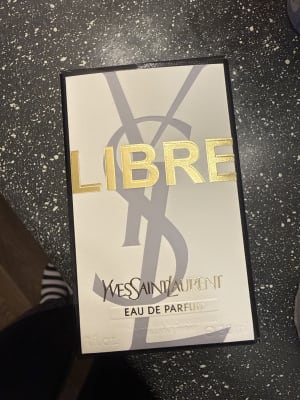 LIBRE
YVESSAINTLAURENT
EAU DE PARFUM